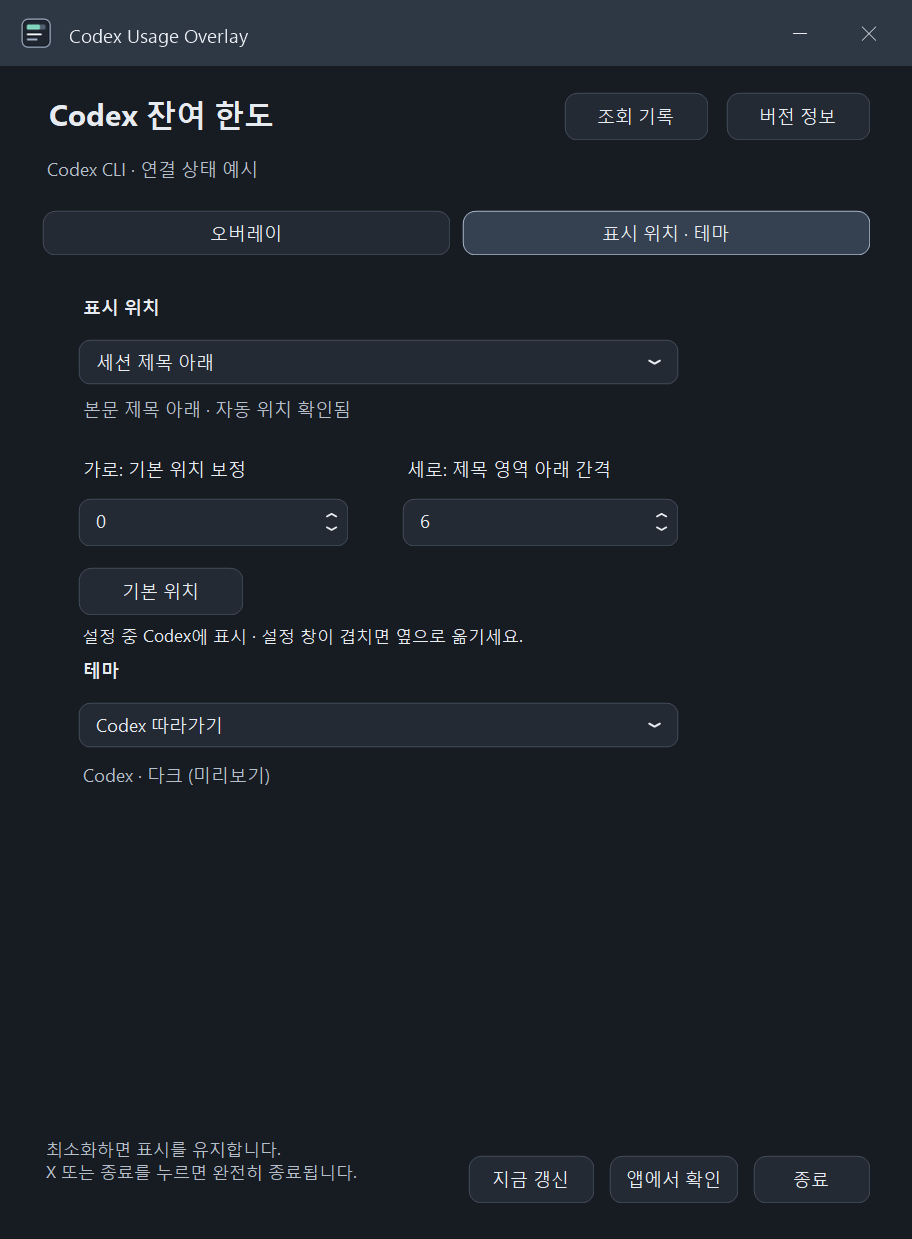 Codex Usage Overlay
Codex 잔여 한도
조회 기록
버전 정보
Codex CLI · 연결 상태 예시
오버레이
표시 위치 · 테마
표시 위치
세션 제목 아래
본문 제목 아래 · 자동 위치 확인됨
가로: 기본 위치 보정
세로: 제목 영역 아래 간격
0
6
기본 위치
설정 중 Codex에 표시 · 설정 창이 겹치면 옆으로 옮기세요.
테마
Codex 따라가기
Codex · 다크 (미리보기)
최소화하면 표시를 유지합니다.
X 또는 종료를 누르면 완전히 종료됩니다.
지금 갱신
앱에서 확인
종료